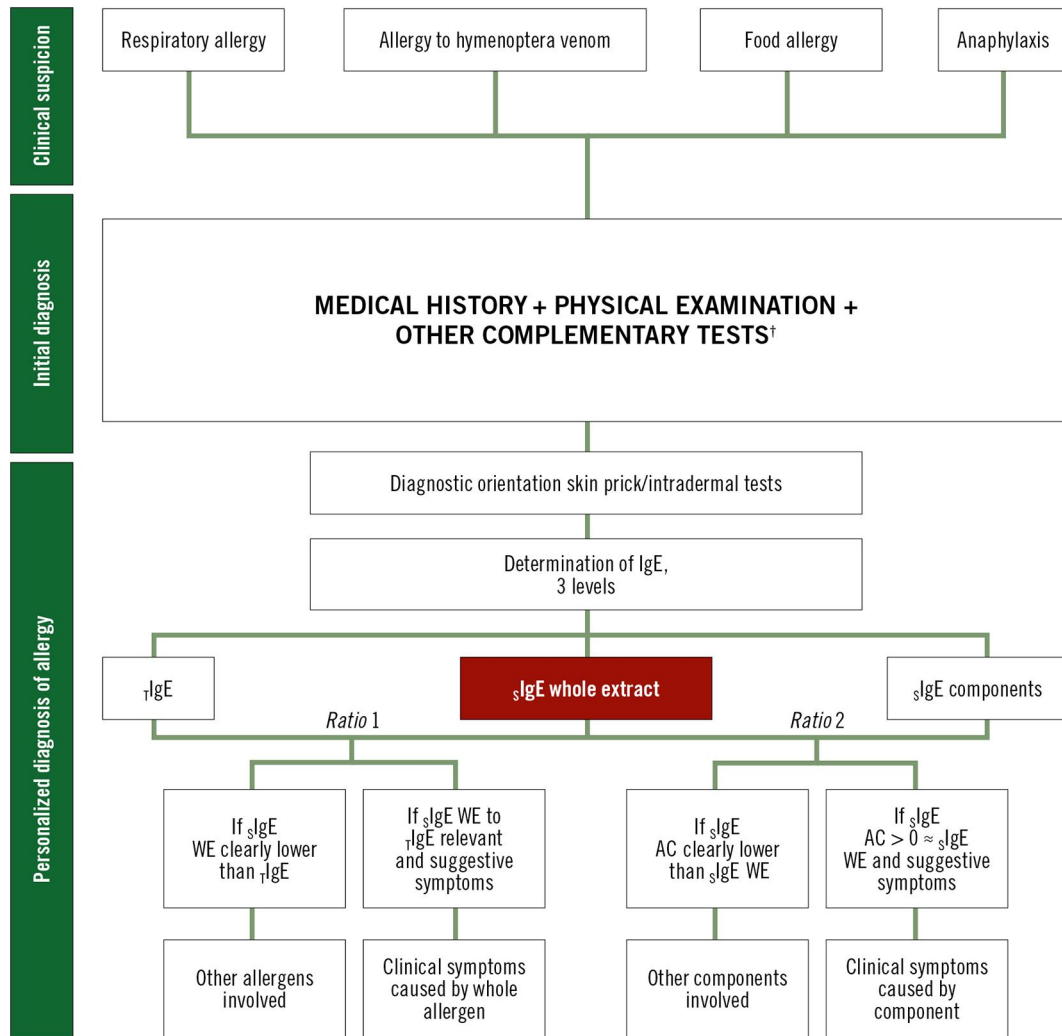 Clinical suspicion
Respiratory allergy
Allergy to hymenoptera venom
Food allergy
Anaphylaxis
Initial diagnosis
MEDICAL HISTORY + PHYSICAL EXAMINATION +
OTHER COMPLEMENTARY TESTS†
Personalized diagnosis of allergy
Diagnostic orientation skin prick/intradermal tests
Determination of IgE,
3 levels
TIgE
SIgE whole extract
SIgE components
Ratio 1
Ratio 2
If SIgE
WE clearly lower
than TIgE
If SIgE WE to
TIgE relevant
and suggestive
symptoms
If SIgE
AC clearly lower
than SIgE WE
If SIgE
AC > 0 ≈ SIgE
WE and suggestive
symptoms
Other allergens
involved
Clinical symptoms
caused by whole
allergen
Other components
involved
Clinical symptoms
caused by
component